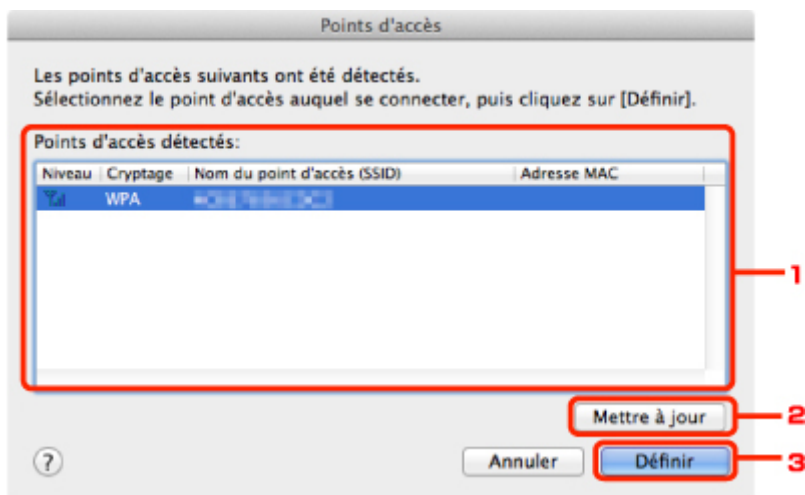 Points d'accès
Les points d'accès suivants ont été détectés.
Sélectionnez le point d'accès auquel se connecter, puis cliquez sur [Définir].
Points d'accès détectés:
Niveau Cryptage Nom du point d'accès (SSID) Adresse MAC
WPA
1
Mettre à jour 2
? Annuler Définir 3